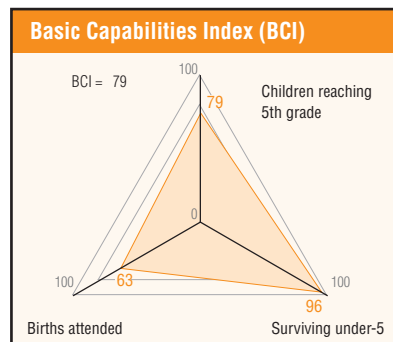 Basic Capabilities Index (BCI)
100
BCI = 79
Children reaching
5th grade
79
0
63
100
100
96
Births attended
Surviving under-5